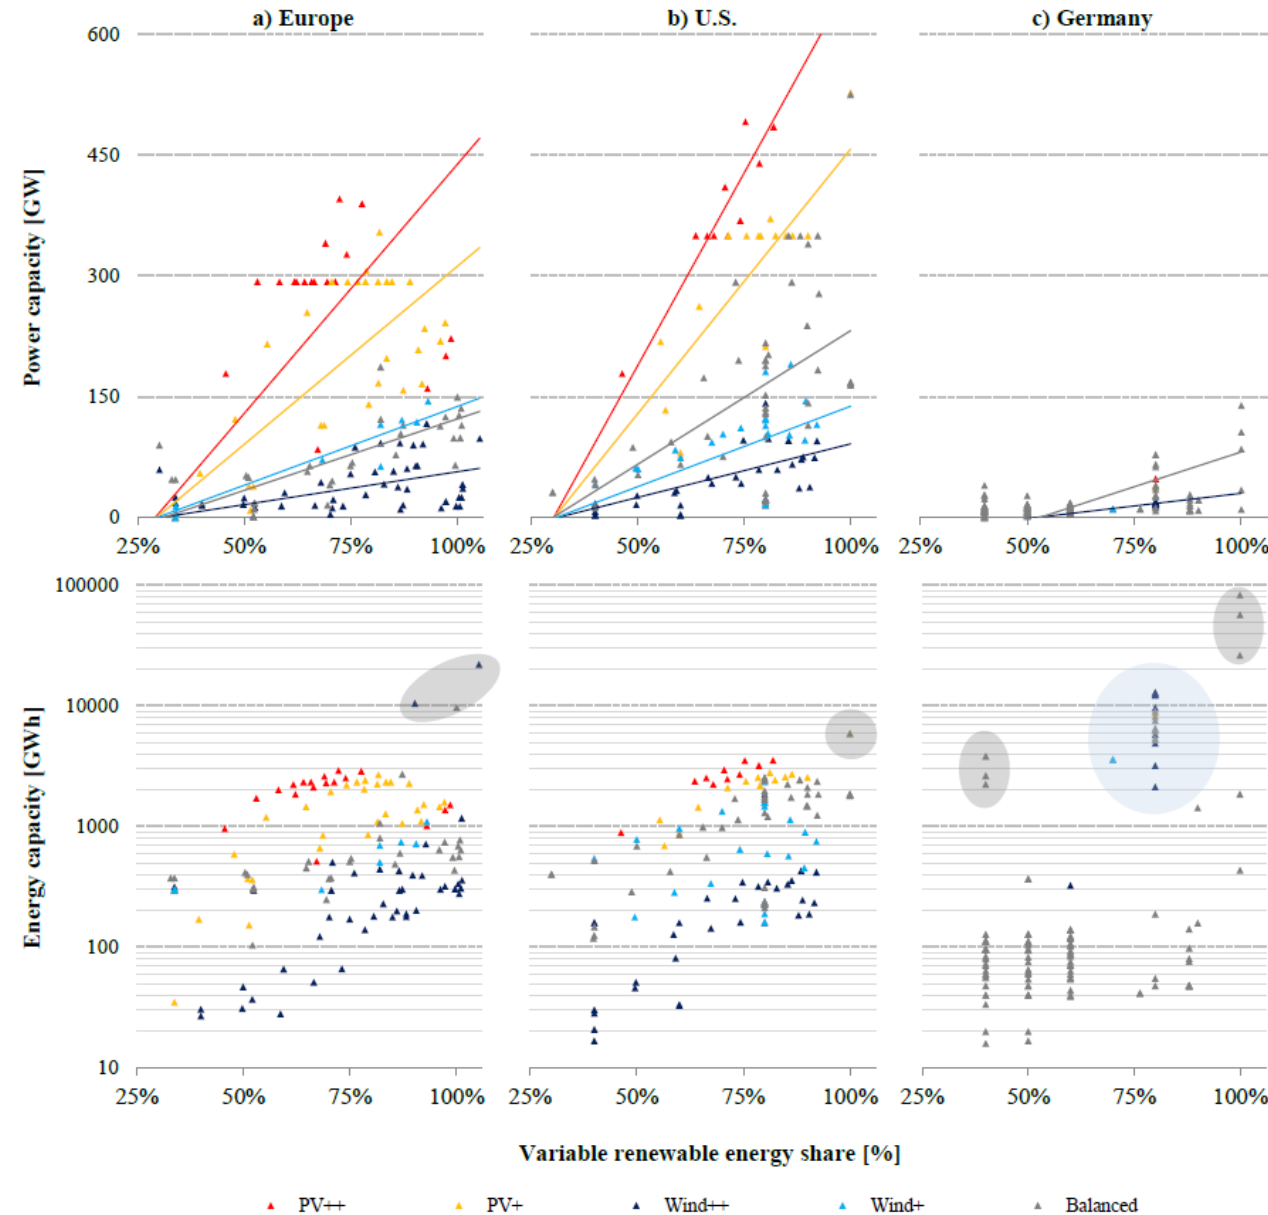 a) Europe
b) U.S.
c) Germany
Power capacity [GW]
600
450
300
150
0
25% 50% 75% 100%
25% 50% 75% 100%
25% 50% 75% 100%
Energy capacity [GWh]
100000
10000
1000
100
10
25% 50% 75% 100%
25% 50% 75% 100%
25% 50% 75% 100%
Variable renewable energy share [%]
PV++ PV+ Wind++ Wind+ Balanced